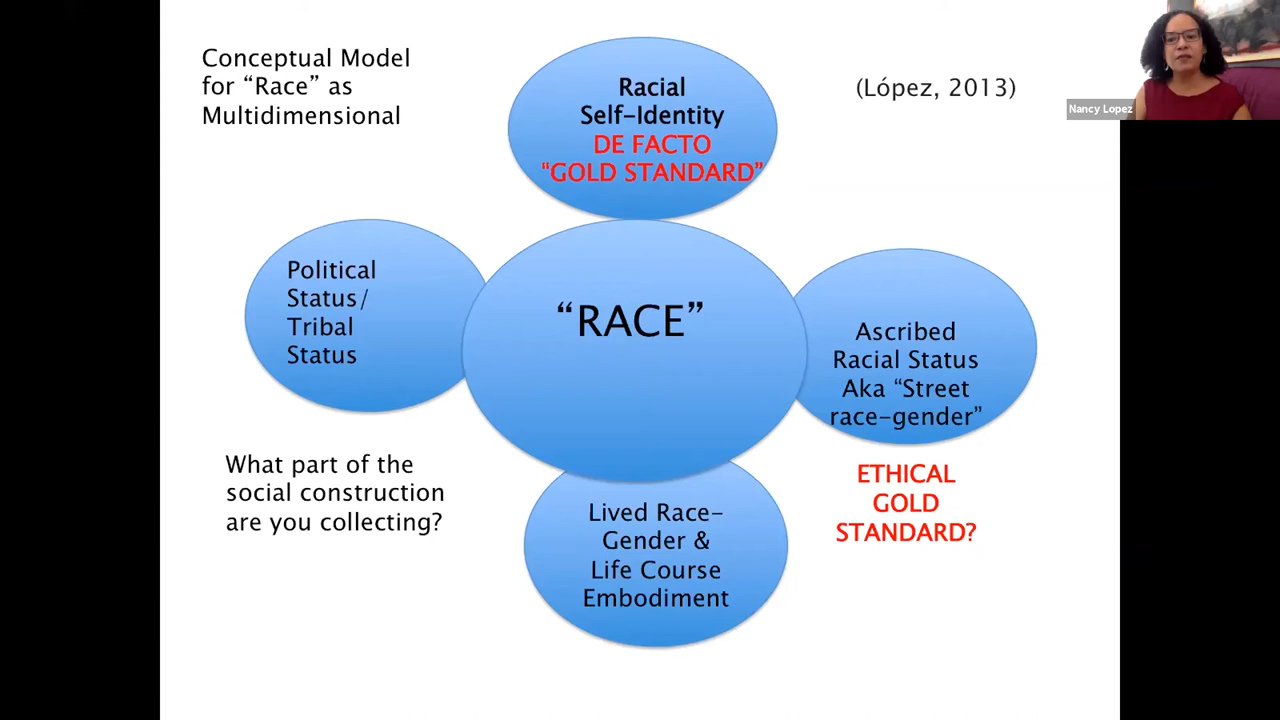 Conceptual Model
for “Race” as
Multidimensional
Racial
Self-Identity
DE FACTO
“GOLD STANDARD”
(López, 2013)
Nancy Lopez
Political
Status/
Tribal
Status
“RACE”
Ascribed
Racial Status
Aka “Street
race-gender”
What part of the
social construction
are you collecting?
Lived Race-
Gender &
Life Course
Embodiment
ETHICAL
GOLD
STANDARD?